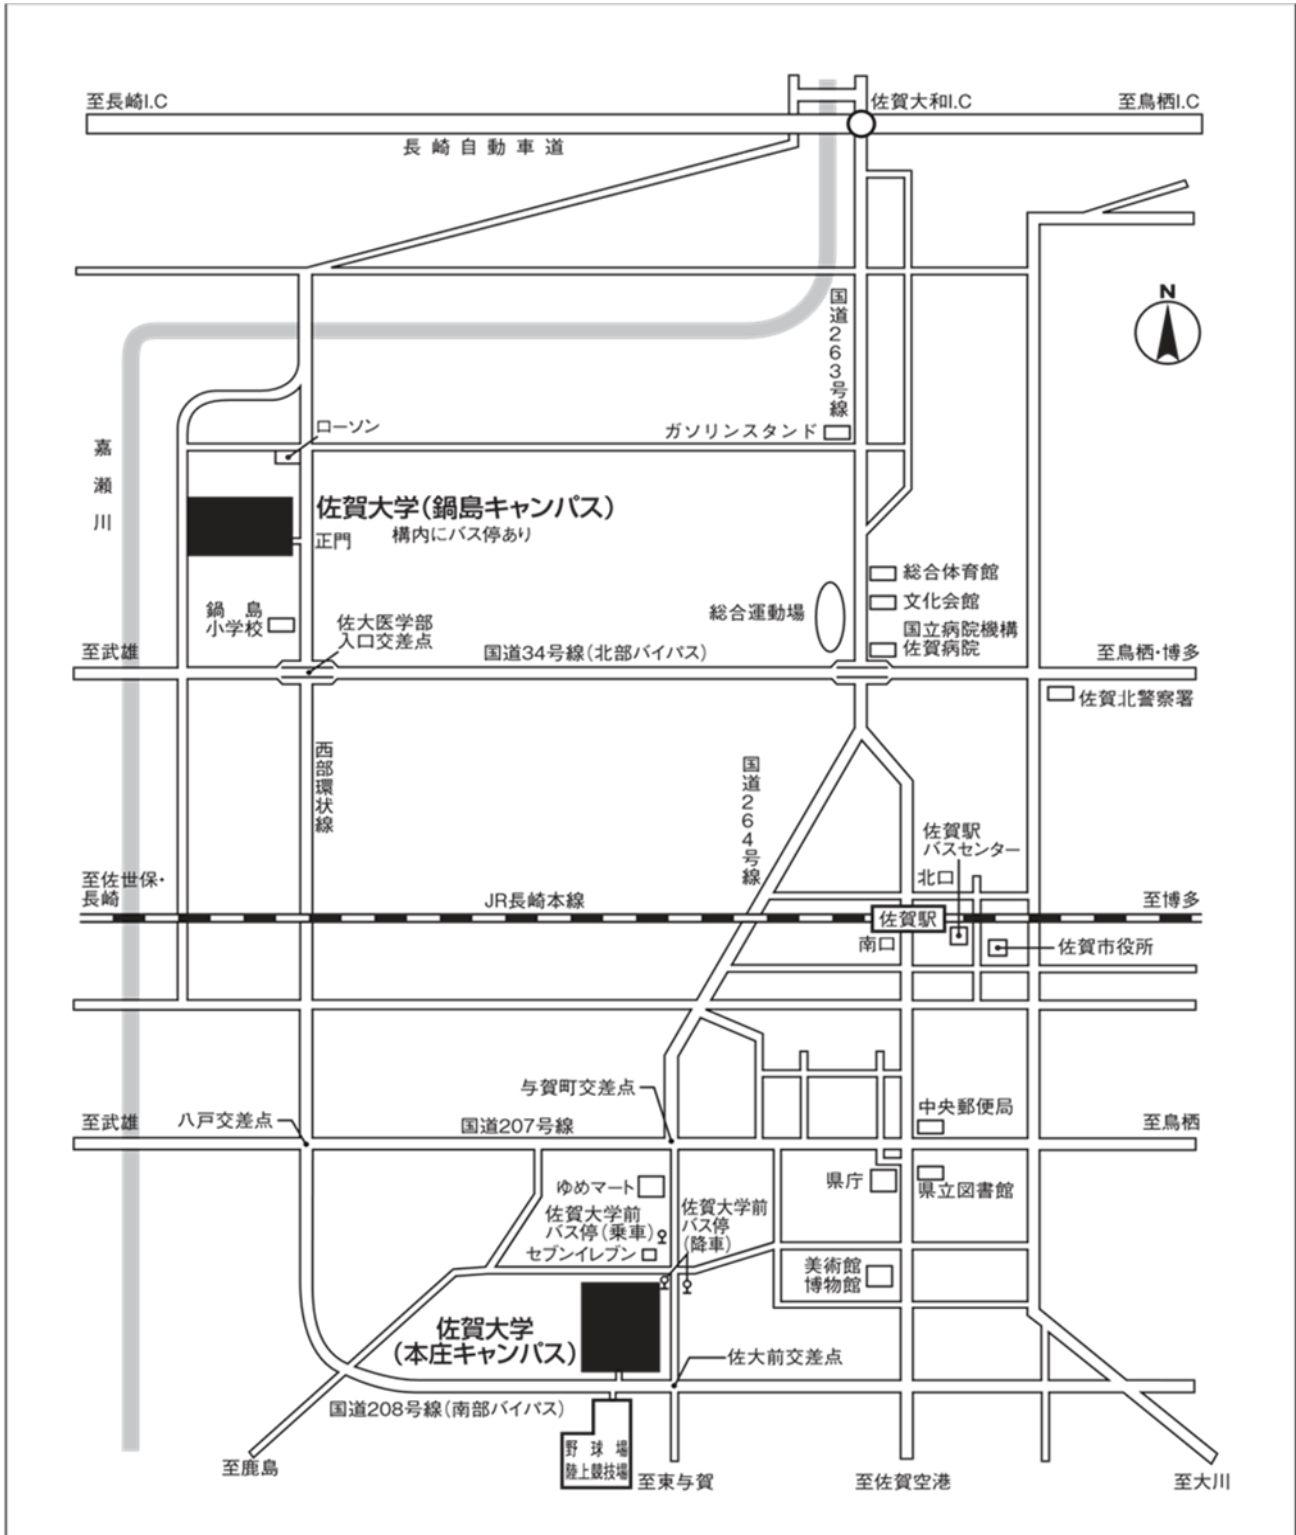 至長崎I.C
佐賀大和I.C
至鳥栖I.C
長崎自動車道
N
国道263号線
ローソン
ガソリンスタンド
嘉瀬川
佐賀大学(鍋島キャンパス)
正門
構内にバス停あり
総合体育館
文化会館
国立病院機構
佐賀病院
総合運動場
鍋島
小学校
佐大医学部
入口交差点
至武雄
国道34号線(北部バイパス)
至鳥栖・博多
佐賀北警察署
西部環状線
国道264号線
佐賀駅
バスセンター
北口
至佐世保・
長崎
JR長崎本線
佐賀駅
至博多
南口
佐賀市役所
与賀町交差点
中央郵便局
至武雄
八戸交差点
国道207号線
至鳥栖
ゆめマート
県庁
県立図書館
佐賀大学前
バス停(乗車)
佐賀大学前
バス停
(降車)
セブンイレブン
美術館
博物館
佐賀大学
(本庄キャンパス)
佐大前交差点
国道208号線(南部バイパス)
野球場
陸上競技場
至鹿島
至東与賀
至佐賀空港
至大川